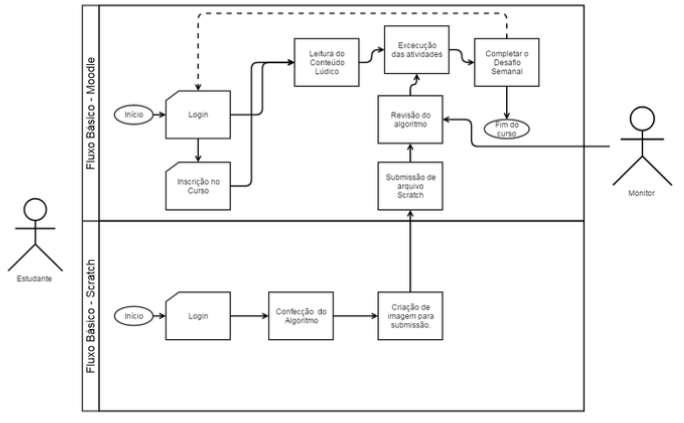 Fluxo Básico - Moodle
Início
Login
Inscrição no
Curso
Leitura do
Conteúdo
Lúdico
Excecução
das atividades
Completar o
Desafio
Semanal
Fim do
curso
Revisão do
algoritmo
Submissão de
arquivo
Scratch
Monitor
Estudante
Fluxo Básico - Scratch
Início
Login
Confecção do
Algoritmo
Criação de
imagem para
submissão.